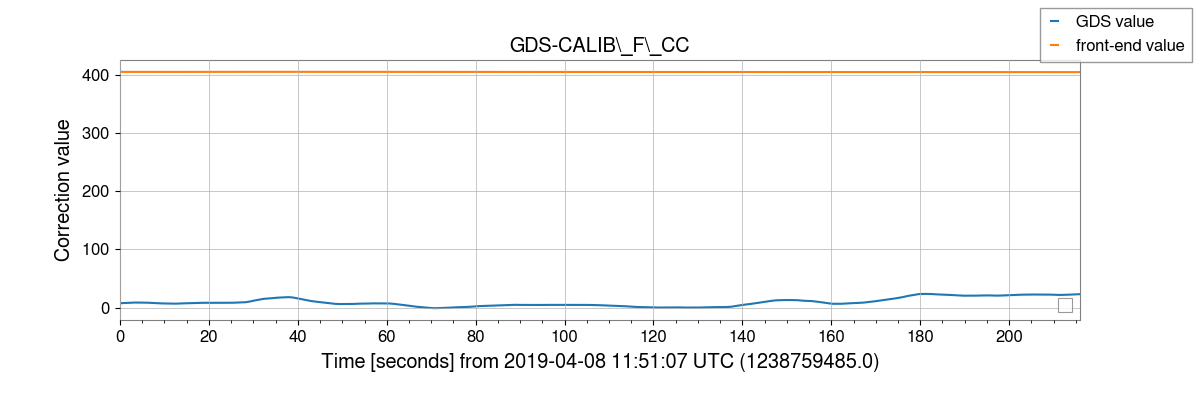 GDS value
front-end value
GDS-CALIB\_F\_CC
Correction value
400
300
200
100
0
0 20 40 60 80 100 120 140 160 180 200
Time [seconds] from 2019-04-08 11:51:07 UTC (1238759485.0)